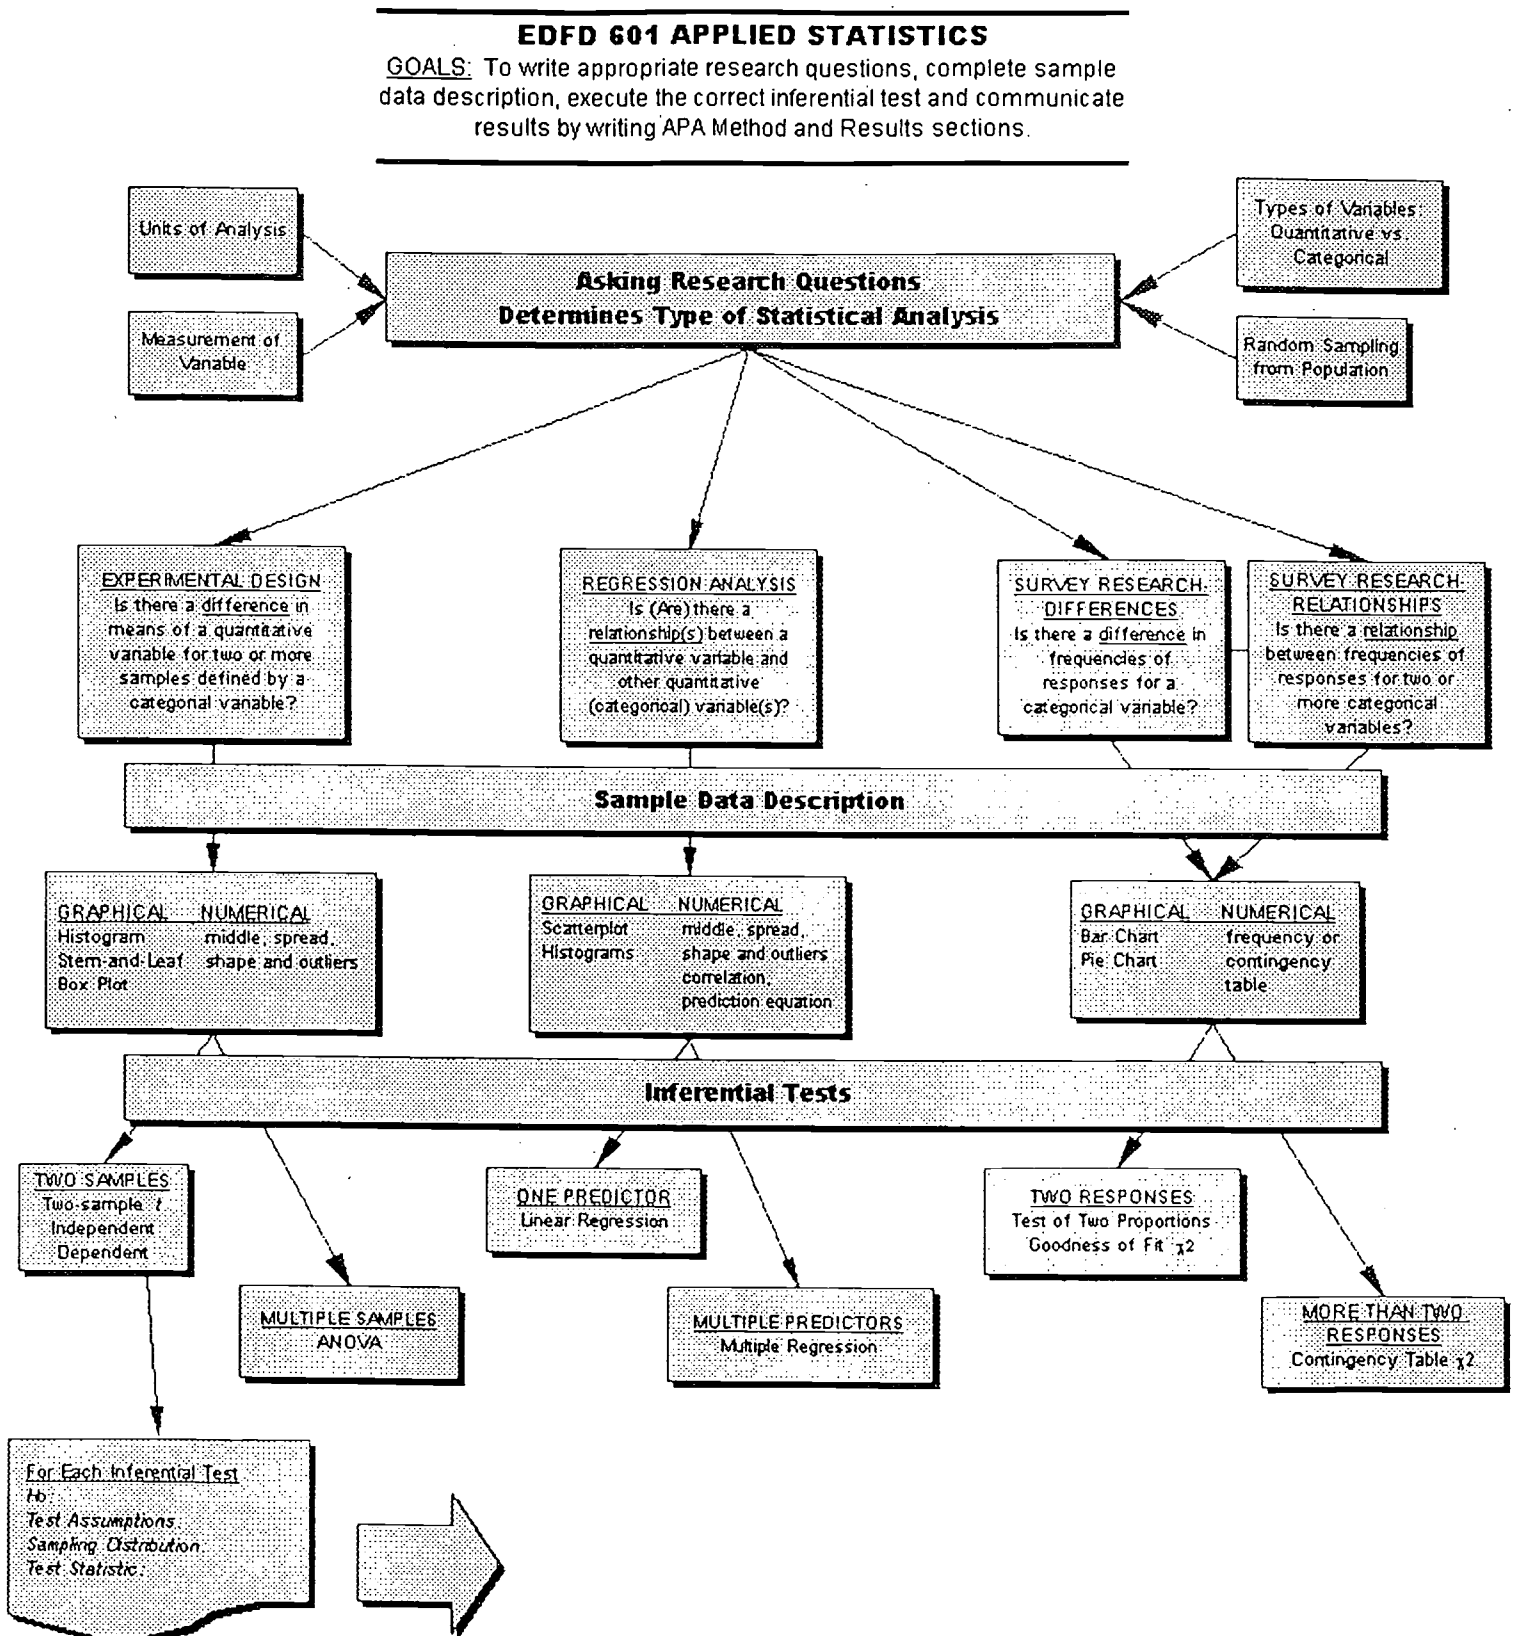 EDFD 601 APPLIED STATISTICS
GOALS: To write appropriate research questions, complete sample
data description, execute the correct inferential test and communicate
results by writing APA Method and Results sections.
Units of Analysis
Measurement of
Variable
Types of Variables:
Quantitative vs.
Categorical
Random Sampling
from Population
Asking Research Questions
Determines Type of Statistical Analysis
EXPERIMENTAL DESIGN
Is there a difference in
means of a quantitative
variable for two or more
samples defined by a
categorial variable?
REGRESSION ANALYSIS
Is (Are) there a
relationship(s) between a
quantitative variable and
other quantitative
(categorical) variable(s)?
SURVEY RESEARCH-
DIFFERENCES
Is there a difference in
frequencies of
responses for a
categorical variable?
SURVEY RESEARCH-
RELATIONSHIPS
Is there a relationship
between frequencies of
responses for two or
more categorical
variables?
Sample Data Description
GRAPHICAL NUMERICAL
Histogram middle, spread,
Stem-and-Leaf shape and outliers
Box Plot
GRAPHICAL NUMERICAL
Scatterplot middle, spread,
Histograms shape and outliers
correlation,
prediction equation
GRAPHICAL NUMERICAL
Bar Chart frequency or
Pie Chart contingency
table
Inferential Tests
TWO SAMPLES
Two-sample t
Independent
Dependent
MULTIPLE SAMPLES
ANOVA
ONE PREDICTOR
Linear Regression
MULTIPLE PREDICTORS
Multiple Regression
TWO RESPONSES
Test of Two Proportions
Goodness of Fit χ2
MORE THAN TWO
RESPONSES
Contingency Table χ2
For Each Inferential Test
Ho:
Test Assumptions:
Sampling Distribution:
Test Statistic: